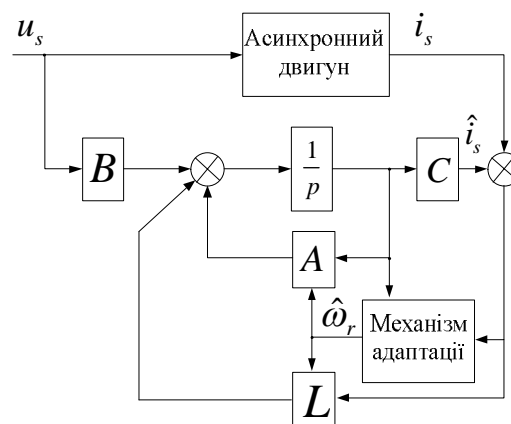 u_s
Асинхронний
двигун
i_s
B
1/p
C
î_s
A
ω̂_r
Механізм
адаптації
L